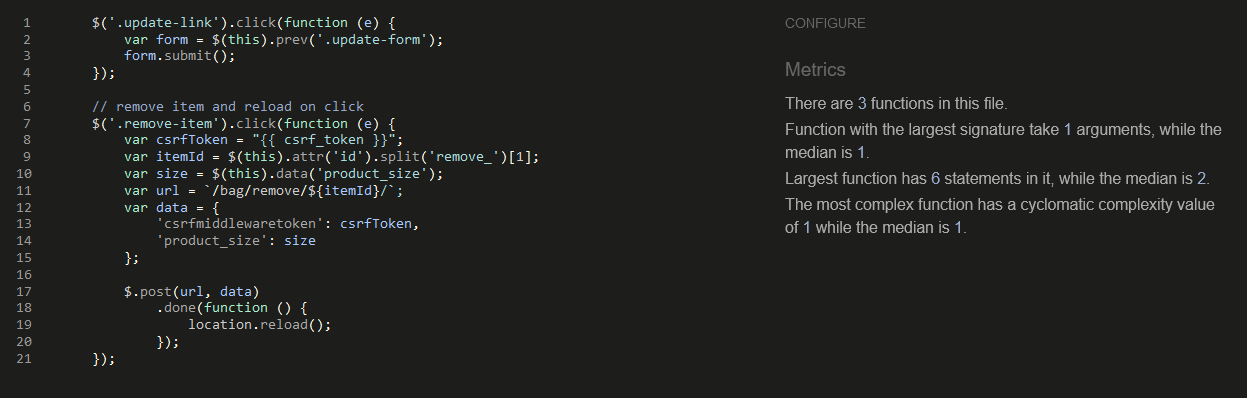 1 $('.update-link').click(function (e) {
2 var form = $(this).prev('.update-form');
3 form.submit();
4 });
5
6 // remove item and reload on click
7 $('.remove-item').click(function (e) {
8 var csrfToken = "{{ csrf_token }}";
9 var itemId = $(this).attr('id').split('remove_')[1];
10 var size = $(this).data('product_size');
11 var url = `/bag/remove/${itemId}/`;
12 var data = {
13 'csrfmiddlewaretoken': csrfToken,
14 'product_size': size
15 };
16
17 $.post(url, data)
18 .done(function () {
19 location.reload();
20 });
21 });
CONFIGURE
Metrics
There are 3 functions in this file.
Function with the largest signature take 1 arguments, while the
median is 1.
Largest function has 6 statements in it, while the median is 2.
The most complex function has a cyclomatic complexity value
of 1 while the median is 1.